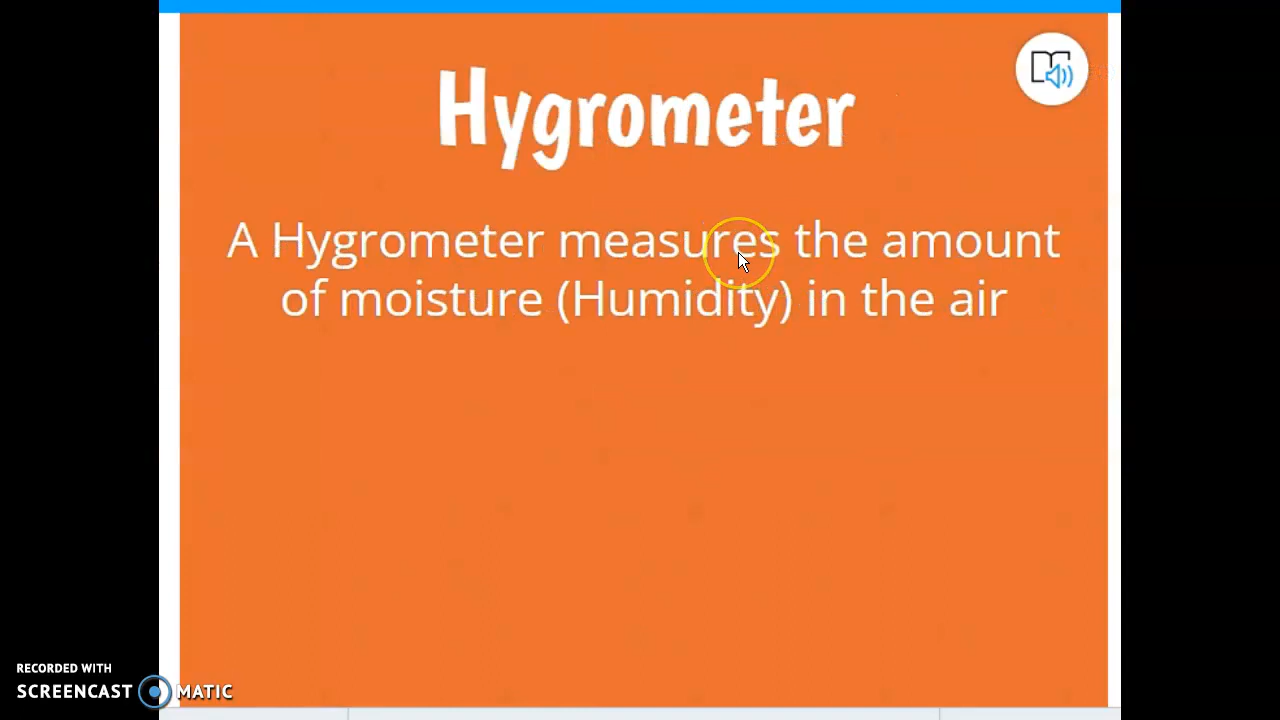 Hygrometer
A Hygrometer measures the amount
of moisture (Humidity) in the air
RECORDED WITH
SCREENCAST MATIC